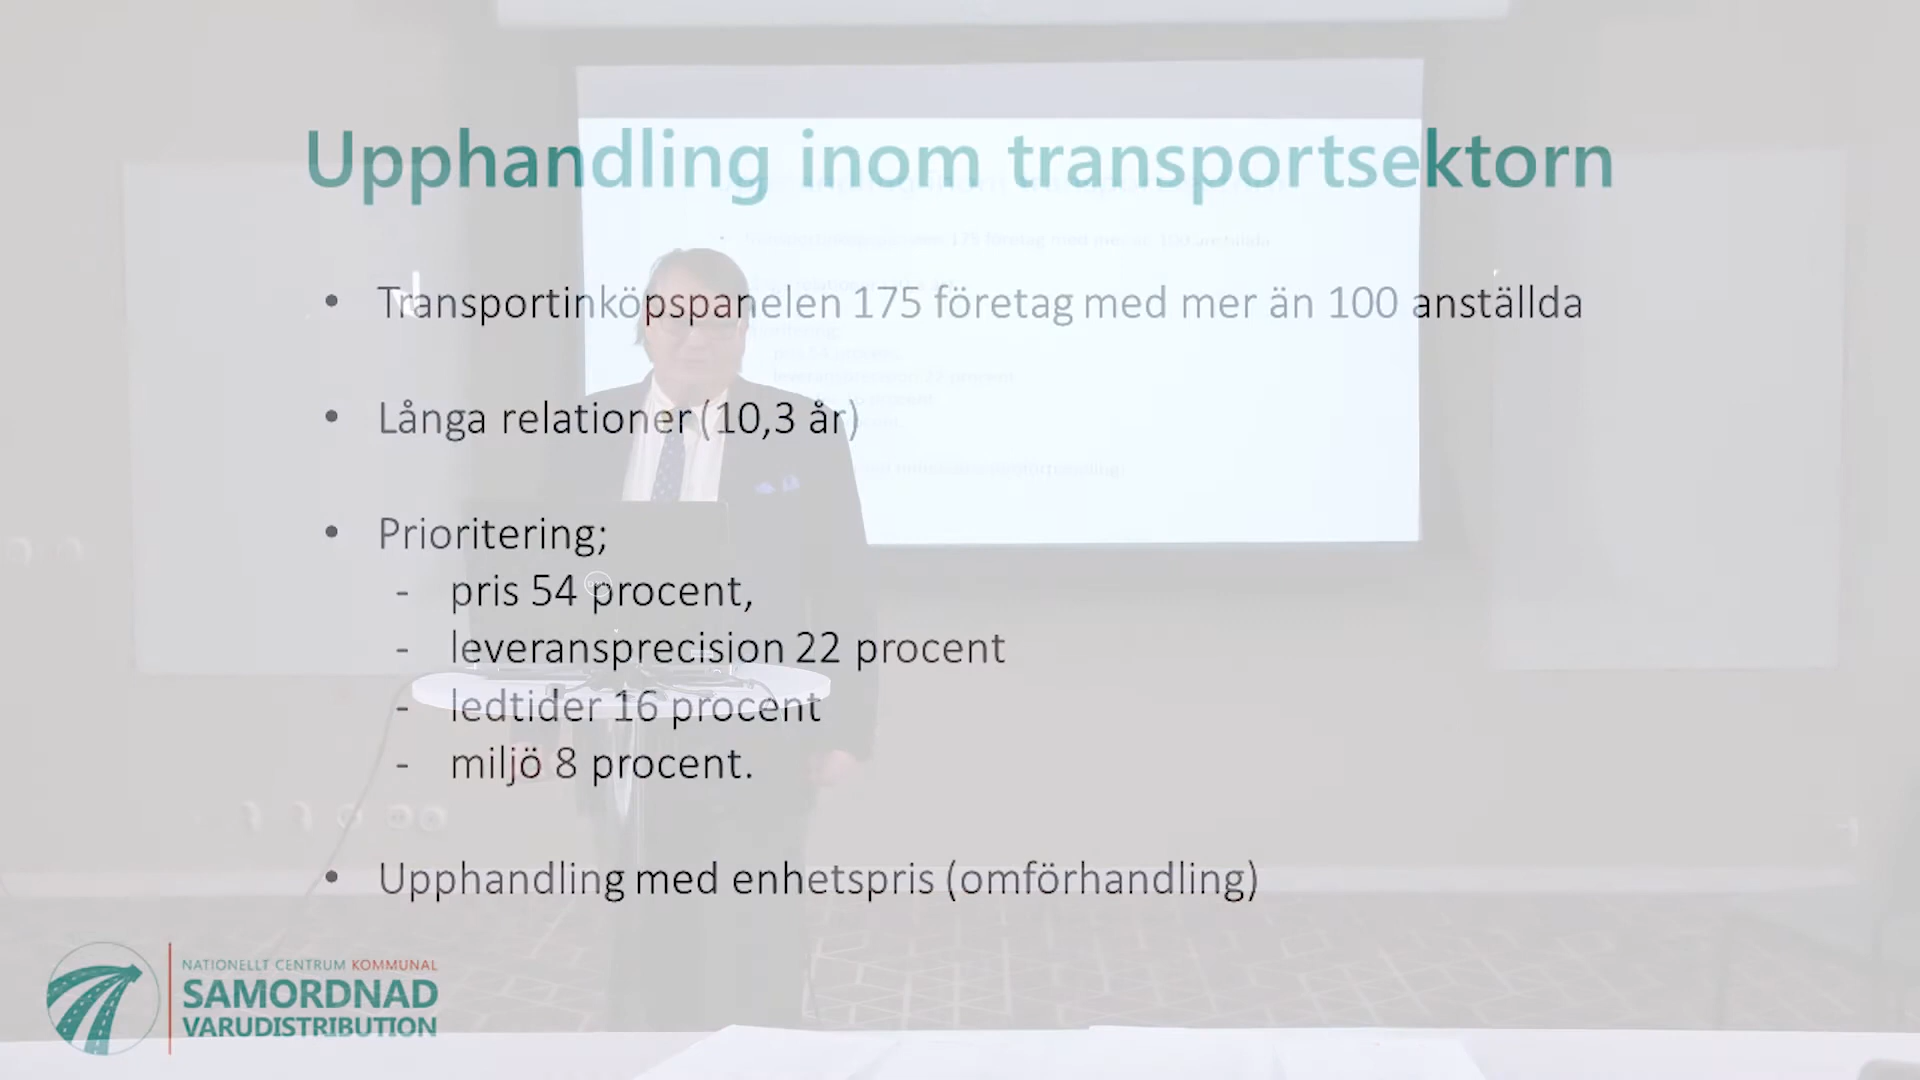 Upphandling inom transportsektorn
• Transportinköpspanelen 175 företag med mer än 100 anställda
• Långa relationer (10,3 år)
• Prioritering;
- pris 54 procent,
- leveransprecision 22 procent
- ledtider 16 procent
- miljö 8 procent.
• Upphandling med enhetspris (omförhandling)
NATIONELLT CENTRUM KOMMUNAL
SAMORDNAD
VARUDISTRIBUTION